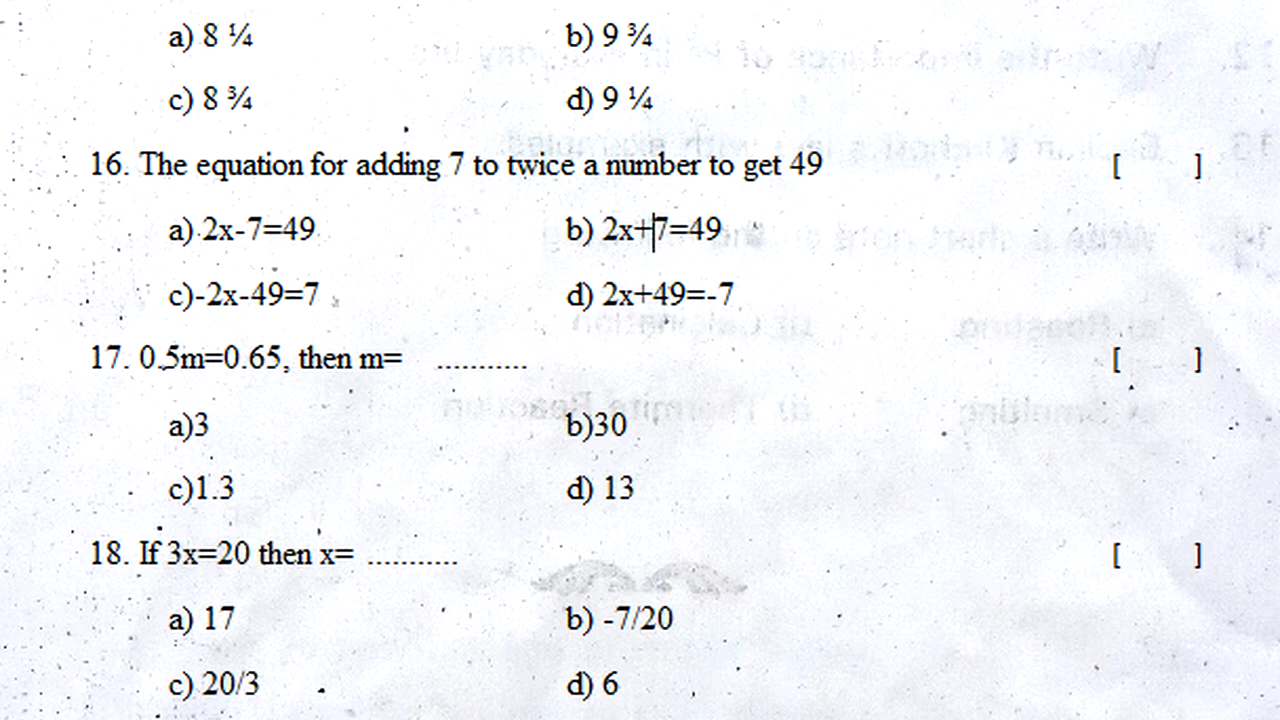 a) 8 ¼ b) 9 ¾
c) 8 ¾ d) 9 ¼
16. The equation for adding 7 to twice a number to get 49 [ ]
a) 2x-7=49 b) 2x+7=49
c)-2x-49=7 d) 2x+49=-7
17. 0.5m=0.65, then m= ........... [ ]
a)3 b)30
c)1.3 d) 13
18. If 3x=20 then x= ........... [ ]
a) 17 b) -7/20
c) 20/3 d) 6